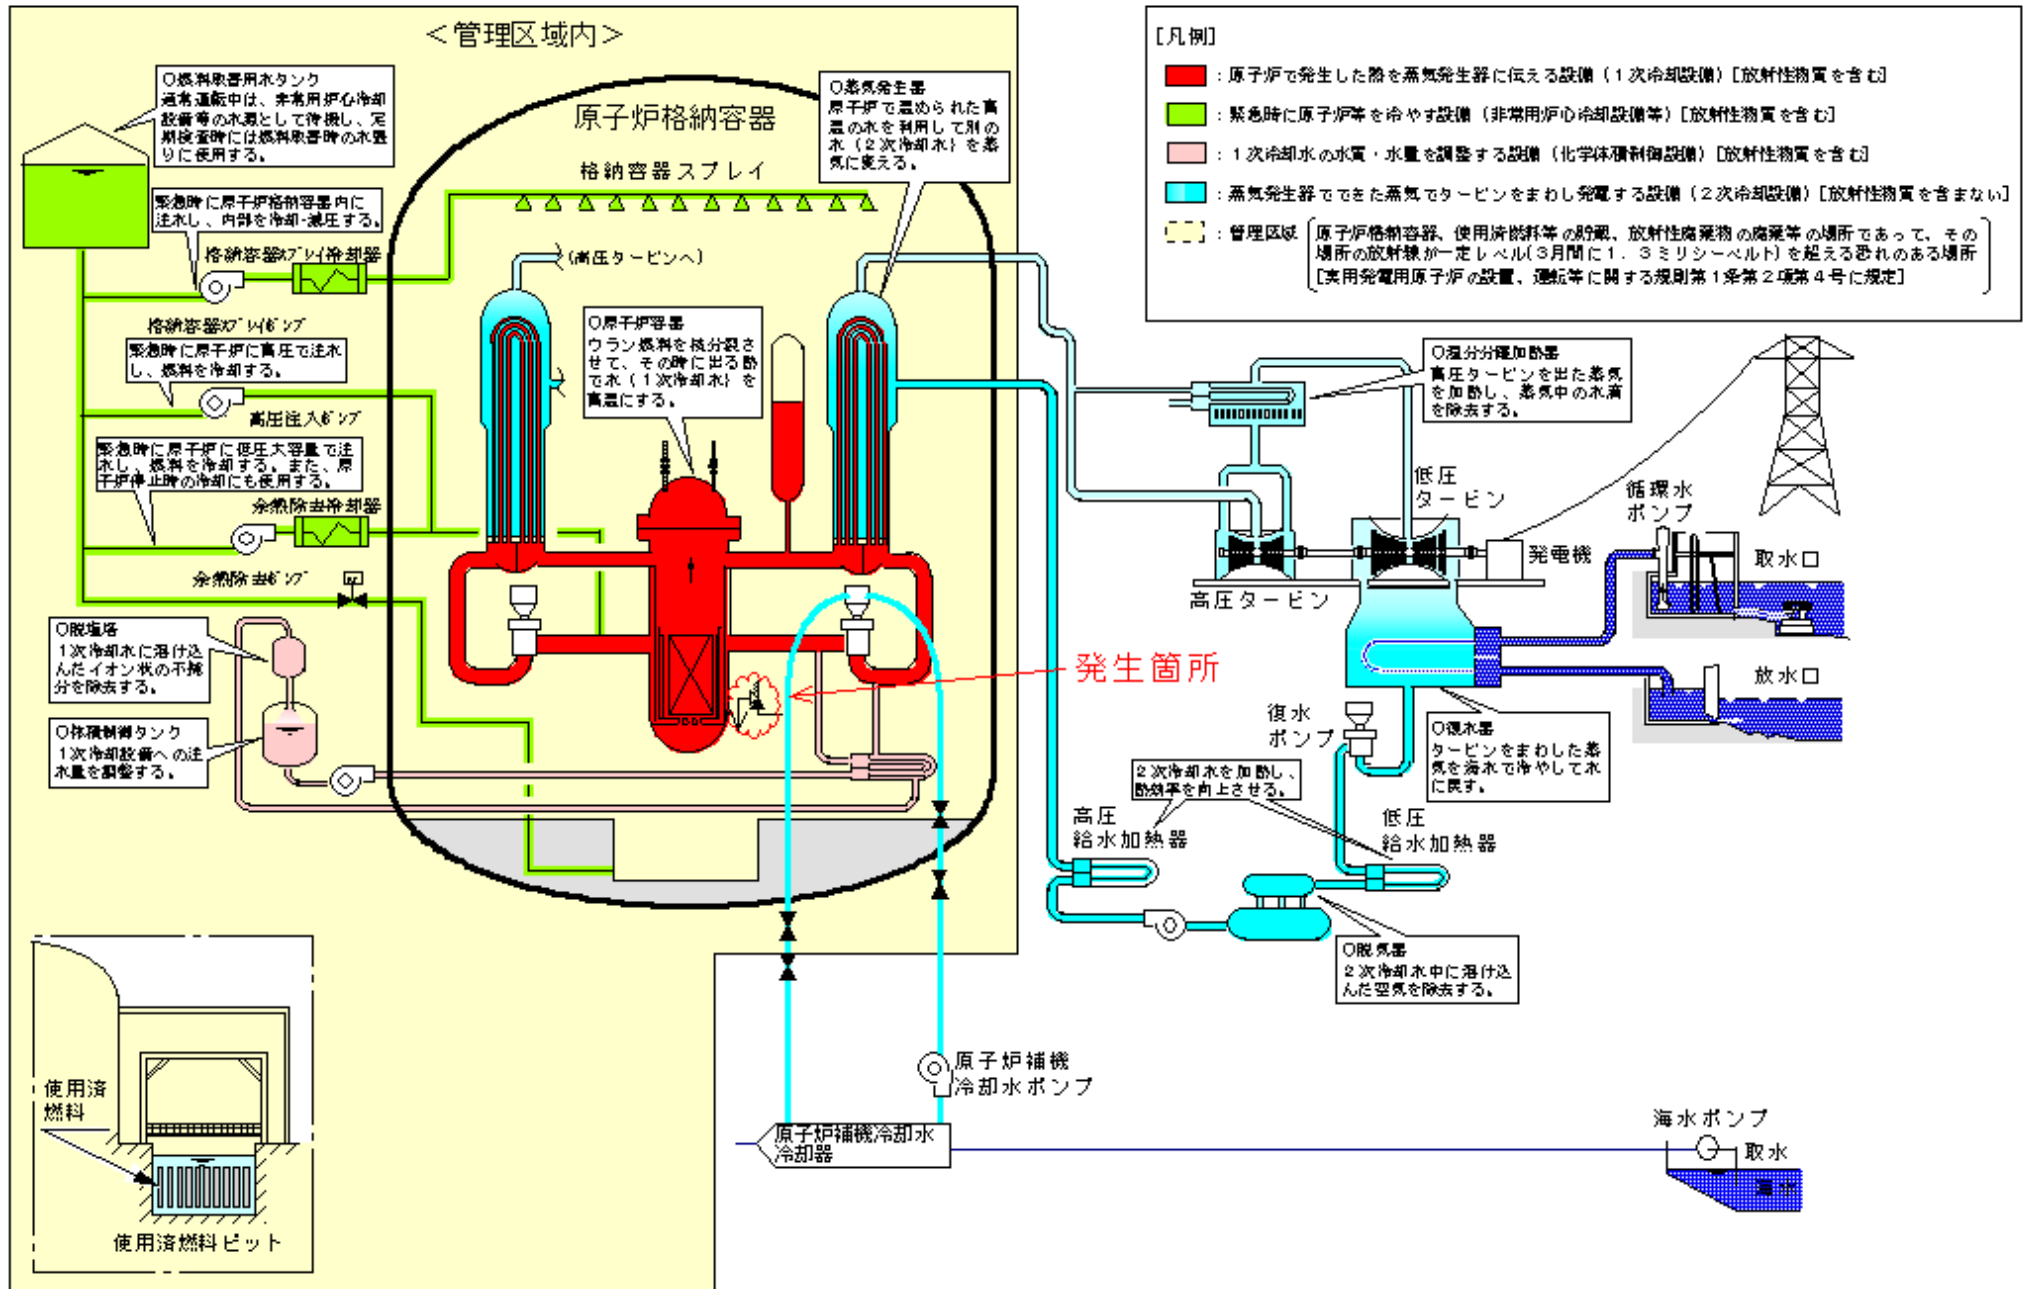 ＜管理区域内＞
○燃料取替用水タンク
通常運転中は、非常用炉心冷却
設備等の水源として待機し、定
期検査時には燃料取替時の水張
りに使用する。
原子炉格納容器
格納容器スプレイ
○蒸気発生器
原子炉で温められた高
温の水を利用して別の
水（２次冷却水）を蒸
気に変える。
緊急時に原子炉格納容器内に
注水し、内部を冷却・減圧する。
格納容器ｽﾌﾟﾚｲ冷却器
(高圧タービンへ)
格納容器ｽﾌﾟﾚｲﾎﾟﾝﾌﾟ
緊急時に原子炉に高圧で注水
し、燃料を冷却する。
高圧注入ﾎﾟﾝﾌﾟ
○原子炉容器
ウラン燃料を核分裂さ
せて、その時に出る熱
で水（１次冷却水）を
高温にする。
緊急時に原子炉に低圧大容量で注
水し、燃料を冷却する。また、原
子炉停止時の冷却にも使用する。
余熱除去冷却器
余熱除去ﾎﾟﾝﾌﾟ
○脱塩塔
１次冷却水に溶け込
んだイオン状の不純
分を除去する。
○体積制御タンク
１次冷却設備への注
水量を調整する。
発生箇所
[凡例]
：原子炉で発生した熱を蒸気発生器に伝える設備（１次冷却設備）[放射性物質を含む]
：緊急時に原子炉等を冷やす設備（非常用炉心冷却設備等）[放射性物質を含む]
：１次冷却水の水質・水量を調整する設備（化学体積制御設備）[放射性物質を含む]
：蒸気発生器でできた蒸気でタービンをまわし発電する設備（２次冷却設備）[放射性物質を含まない]
：管理区域
原子炉格納容器、使用済燃料等の貯蔵、放射性廃棄物の廃棄等の場所であって、その
場所の放射線が一定レベル(３月間に１．３ミリシーベルト)を超える恐れのある場所
[実用発電用原子炉の設置、運転等に関する規則第１条第２項第４号に規定]
○湿分分離加熱器
高圧タービンを出た蒸気
を加熱し、蒸気中の水滴
を除去する。
低圧
タービン
循環水
ポンプ
発電機
取水口
高圧タービン
放水口
復水
ポンプ
○復水器
タービンをまわした蒸
気を海水で冷やして水
に戻す。
２次冷却水を加熱し、
熱効率を向上させる。
高圧
給水加熱器
低圧
給水加熱器
○脱気器
２次冷却水中に溶け込
んだ空気を除去する。
使用済
燃料
使用済燃料ピット
原子炉補機
冷却水ポンプ
原子炉補機冷却水
冷却器
海水ポンプ
取水
海水